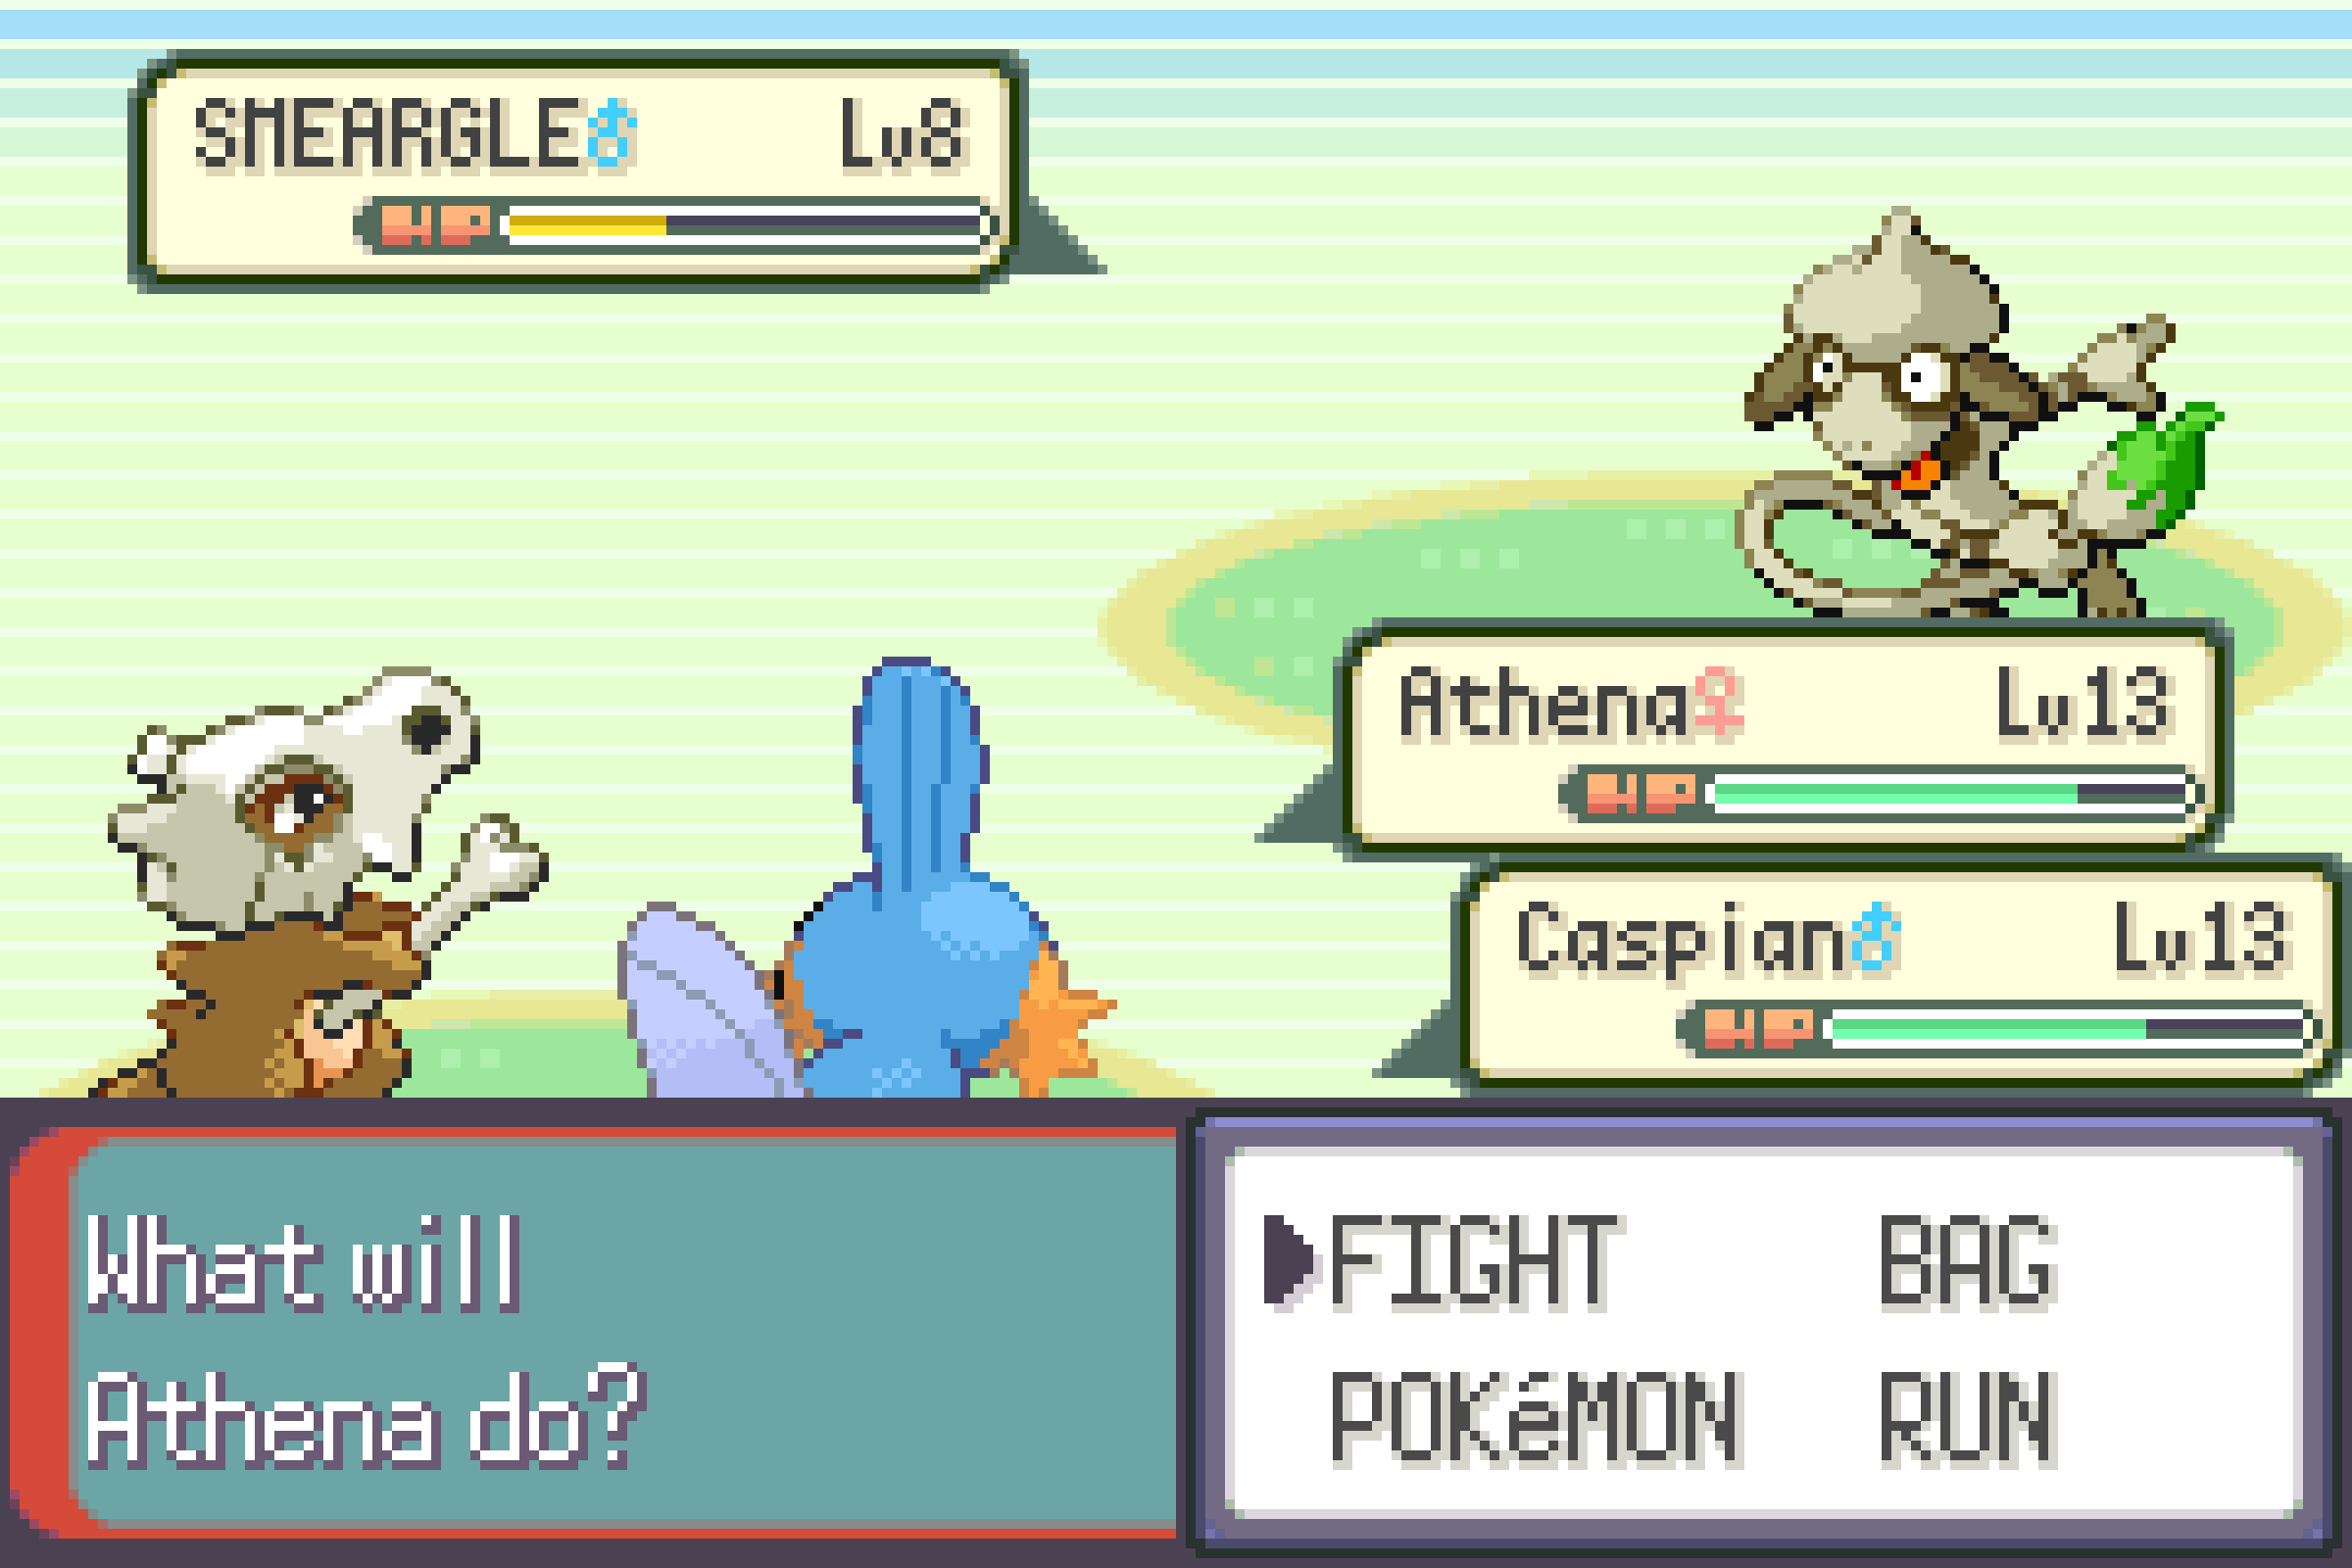 SMEARGLE♂ Lv8
HP
Athena♀ Lv13
HP
Caspian♂ Lv13
HP
What will
Athena do?
▶FIGHT BAG
POKéMON RUN